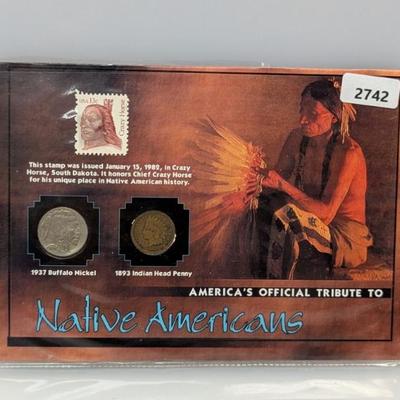 2742
USA 13c
Crazy Horse
This stamp was issued January 15, 1982, in Crazy
Horse, South Dakota. It honors Chief Crazy Horse
for his unique place in Native American history.
1937 Buffalo Nickel
1893 Indian Head Penny
AMERICA'S OFFICIAL TRIBUTE TO
Native Americans